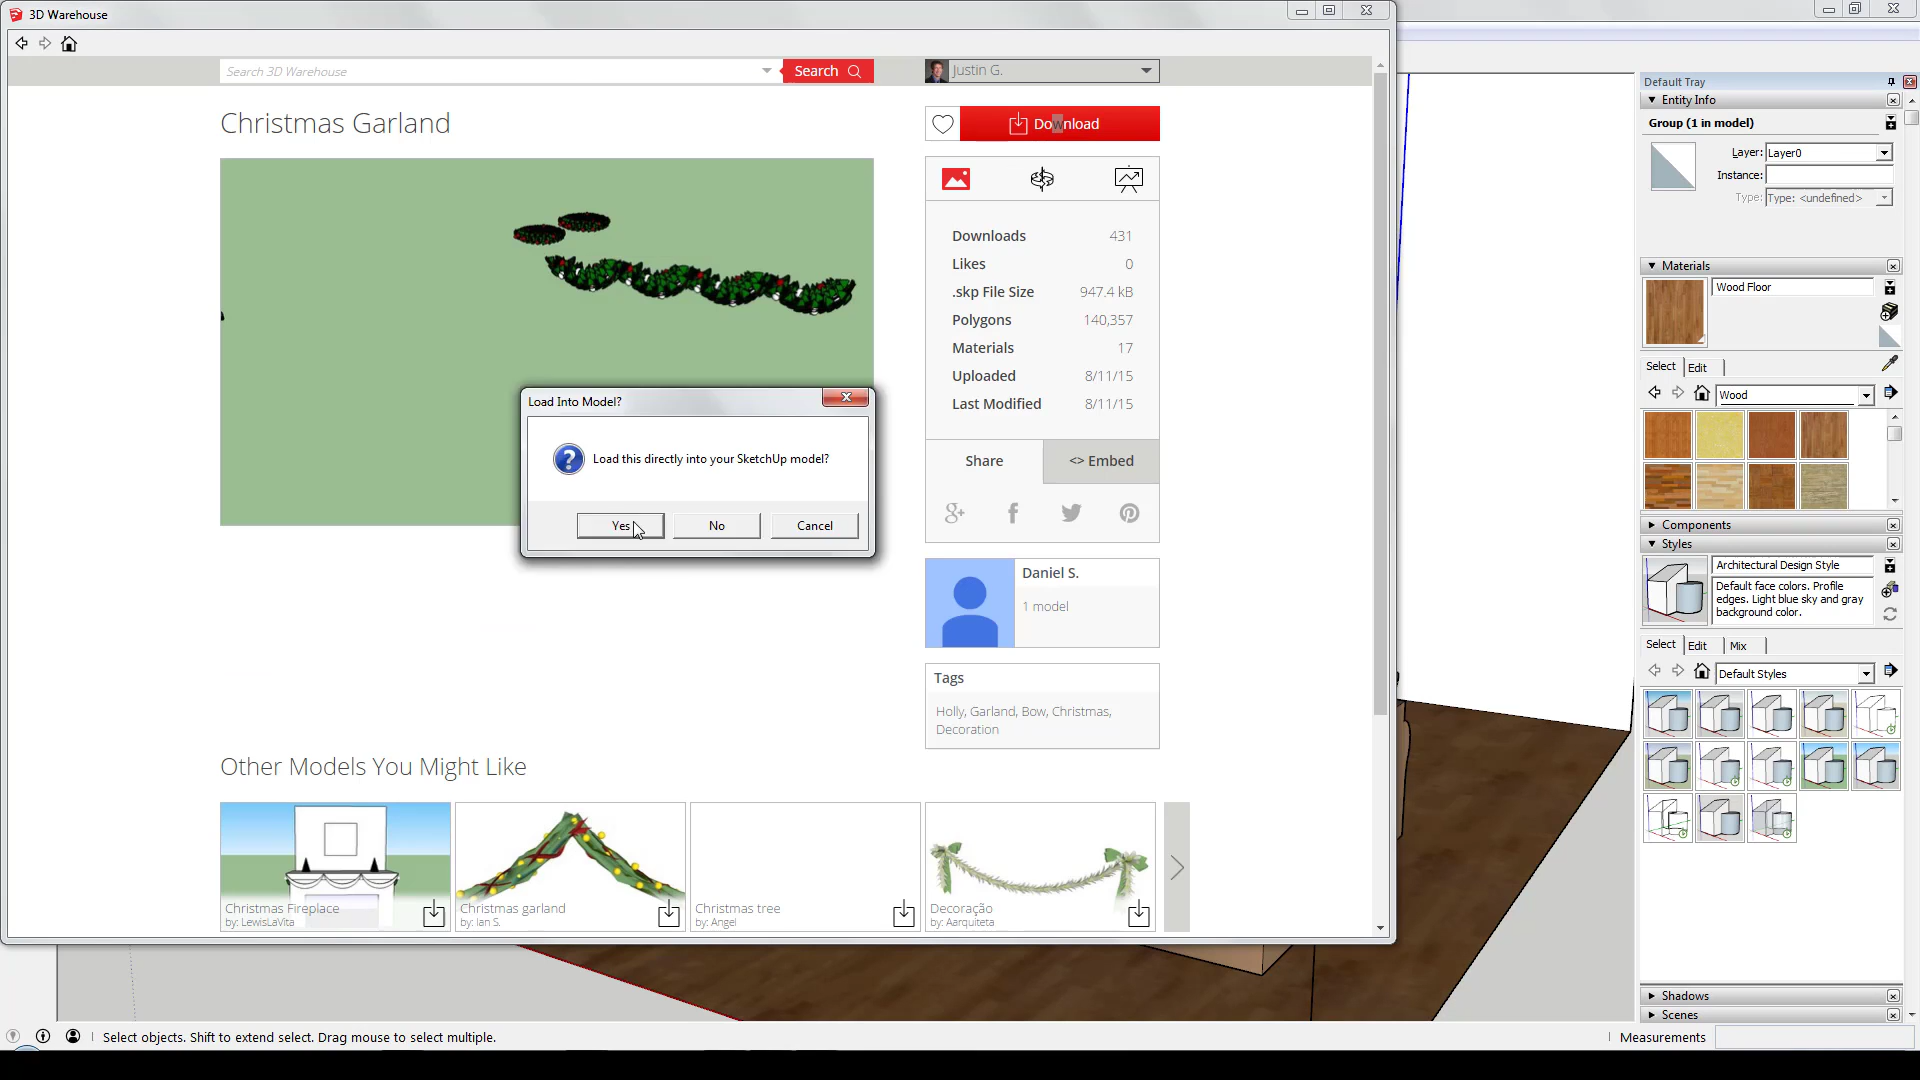 3D Warehouse
Search 3D Warehouse
Search
Justin G.
Christmas Garland
Download
Downloads 431
Likes 0
.skp File Size 947.4 kB
Polygons 140,357
Materials 17
Uploaded 8/11/15
Last Modified 8/11/15
Share
<> Embed
g+
Load Into Model?
Load this directly into your SketchUp model?
Yes
No
Cancel
Daniel S.
1 model
Tags
Holly, Garland, Bow, Christmas,
Decoration
Other Models You Might Like
Christmas Fireplace
by: LewisLaVita
Christmas garland
by: Ian S.
Christmas tree
by: Angel
Decoração
by: Aarquiteta
Default Tray
Entity Info
Group (1 in model)
Layer: Layer0
Instance:
Type: Type: <undefined>
Materials
Wood Floor
Select Edit
Wood
Components
Styles
Architectural Design Style
Default face colors. Profile
edges. Light blue sky and gray
background color.
Select Edit Mix
Default Styles
Shadows
Scenes
Select objects. Shift to extend select. Drag mouse to select multiple.
Measurements